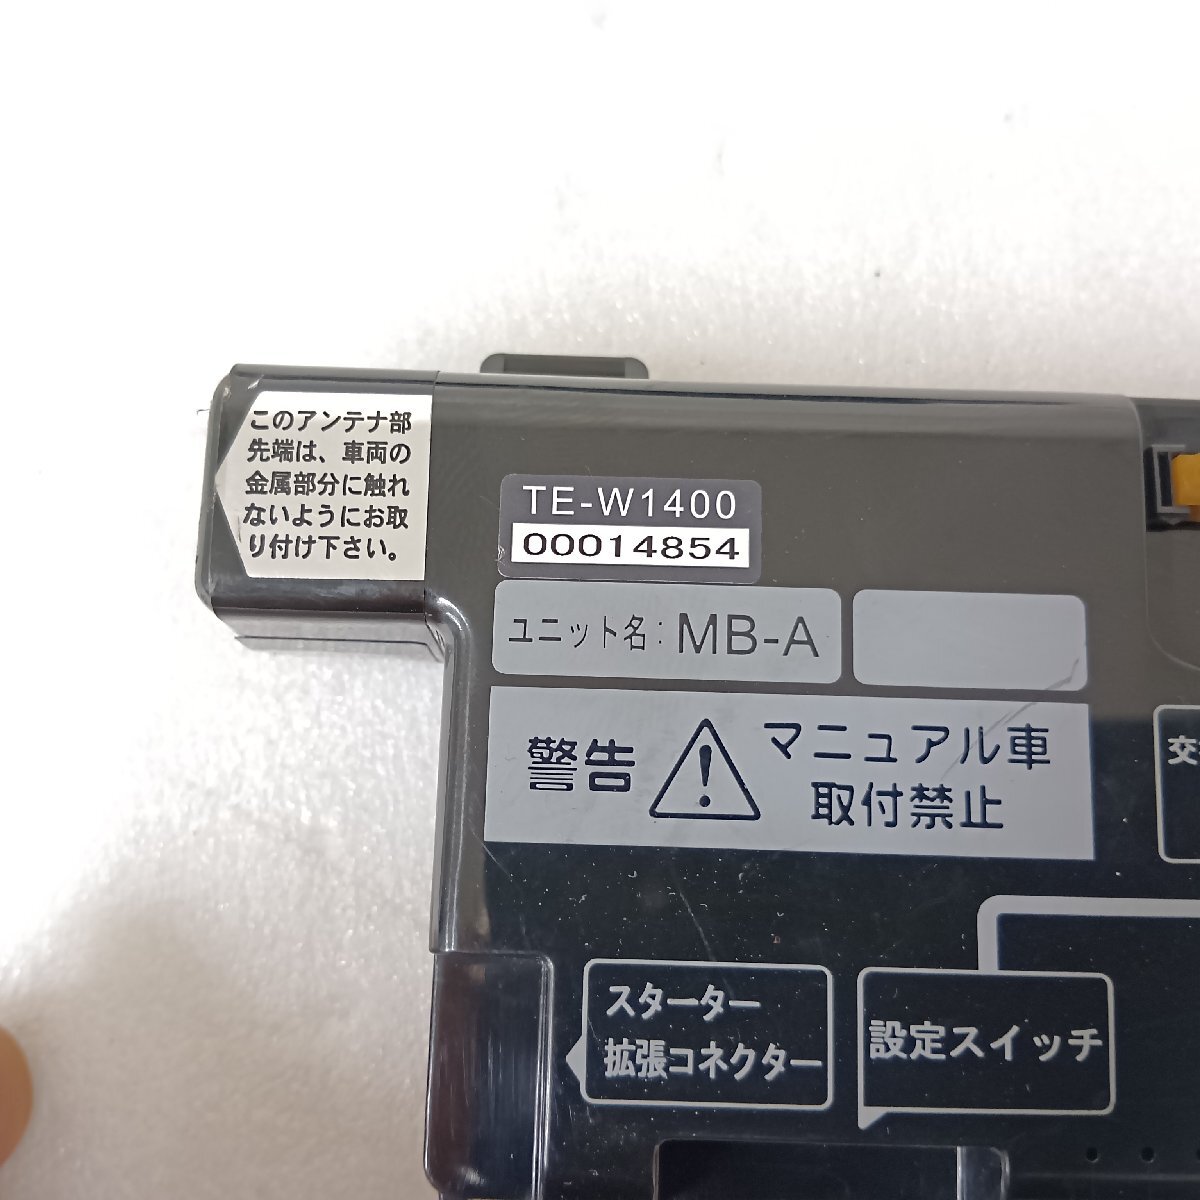 このアンテナ部
先端は、車両の
金属部分に触れ
ないようにお取
り付け下さい。
TE-W1400
00014854
ユニット名: MB-A
警告
マニュアル車
取付禁止
交
スターター
拡張コネクター
設定スイッチ